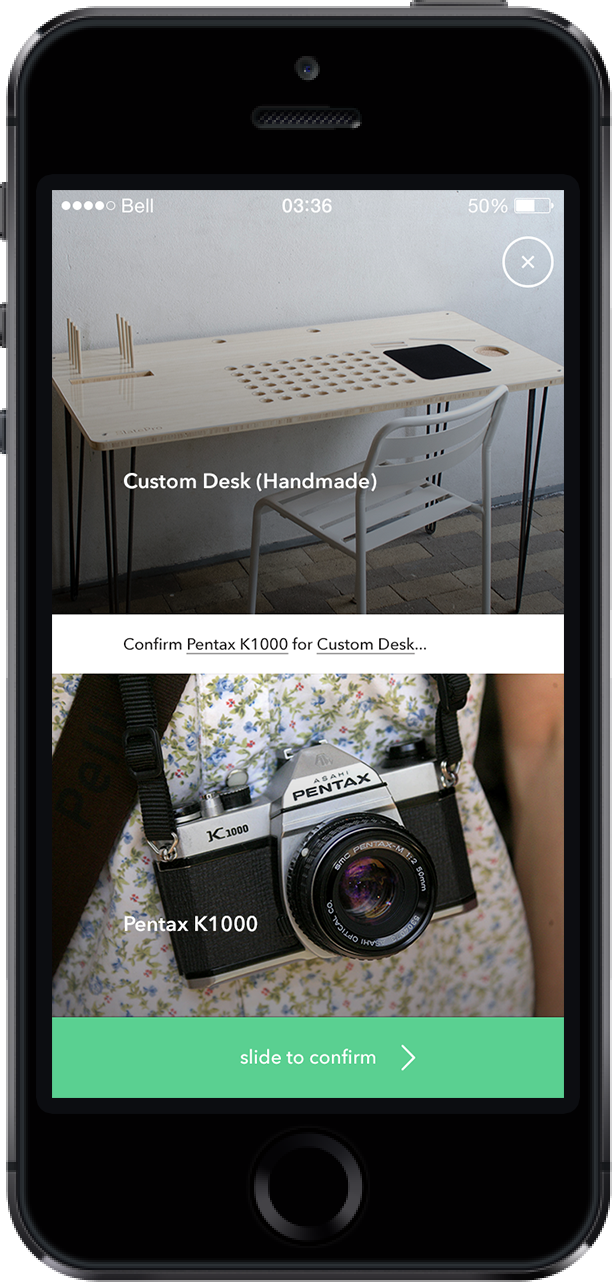 Bell 03:36 50%
Custom Desk (Handmade)
Confirm Pentax K1000 for Custom Desk...
ASAHI
PENTAX
K1000
smc PENTAX-M 1:2 50mm
ASAHI OPTICAL CO.
Pentax K1000
slide to confirm